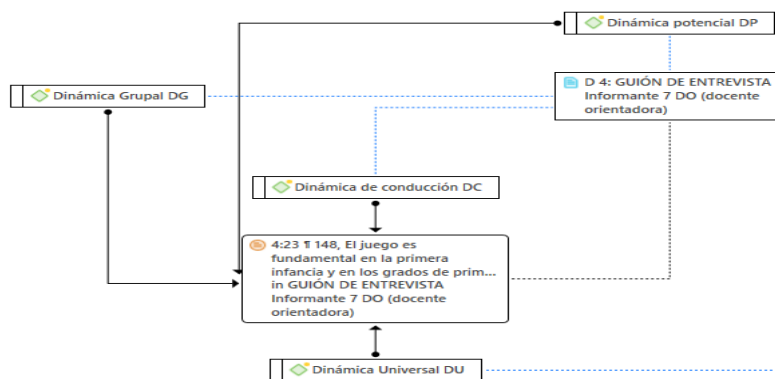 Dinámica potencial DP
D 4: GUIÓN DE ENTREVISTA
Informante 7 DO (docente
orientadora)
Dinámica Grupal DG
Dinámica de conducción DC
4:23 ¶ 148, El juego es
fundamental en la primera
infancia y en los grados de prim...
in GUIÓN DE ENTREVISTA
Informante 7 DO (docente
orientadora)
Dinámica Universal DU